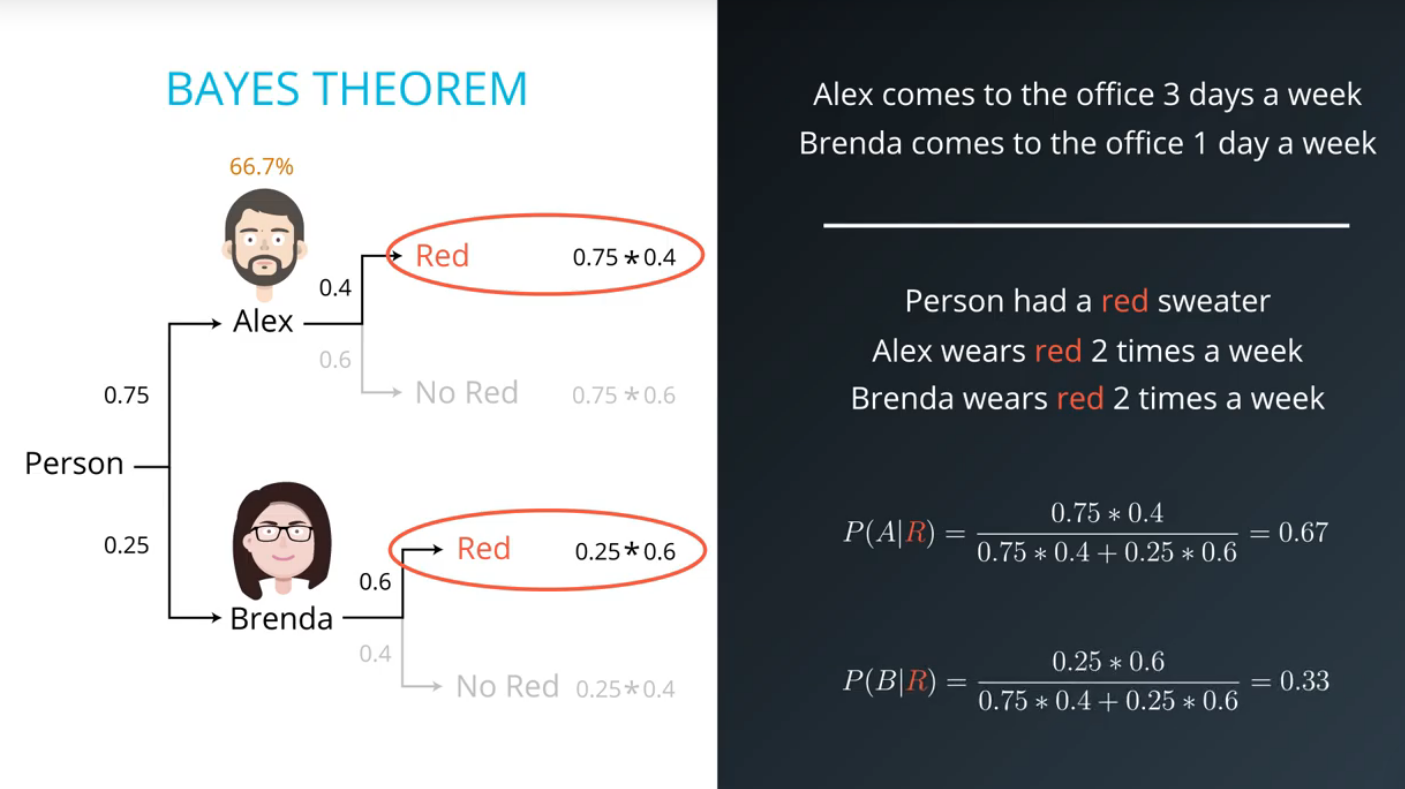 BAYES THEOREM
66.7%
Red 0.75 * 0.4
0.4
Alex
0.6
No Red 0.75 * 0.6
0.75
Person
0.25
Red 0.25 * 0.6
0.6
Brenda
0.4
No Red 0.25 * 0.4
Alex comes to the office 3 days a week
Brenda comes to the office 1 day a week
Person had a red sweater
Alex wears red 2 times a week
Brenda wears red 2 times a week
P(A|R) = 0.75 * 0.4 / 0.75 * 0.4 + 0.25 * 0.6 = 0.67
P(B|R) = 0.25 * 0.6 / 0.75 * 0.4 + 0.25 * 0.6 = 0.33